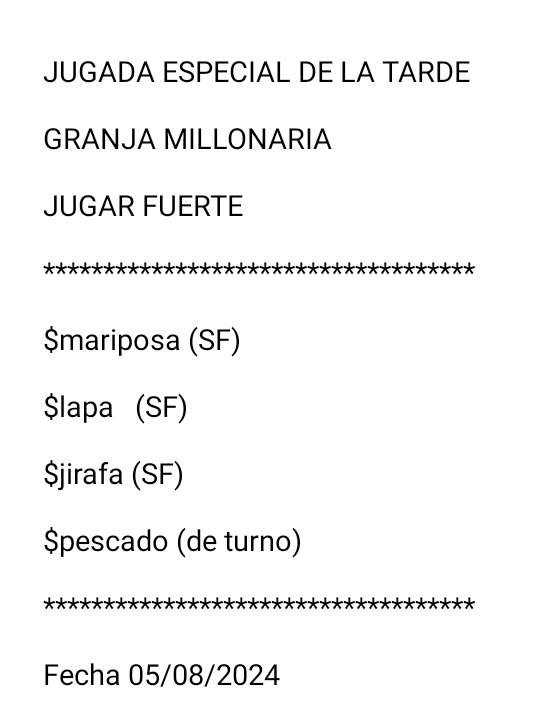 JUGADA ESPECIAL DE LA TARDE
GRANJA MILLONARIA
JUGAR FUERTE
************************************
$mariposa (SF)
$lapa   (SF)
$jirafa (SF)
$pescado (de turno)
************************************
Fecha 05/08/2024